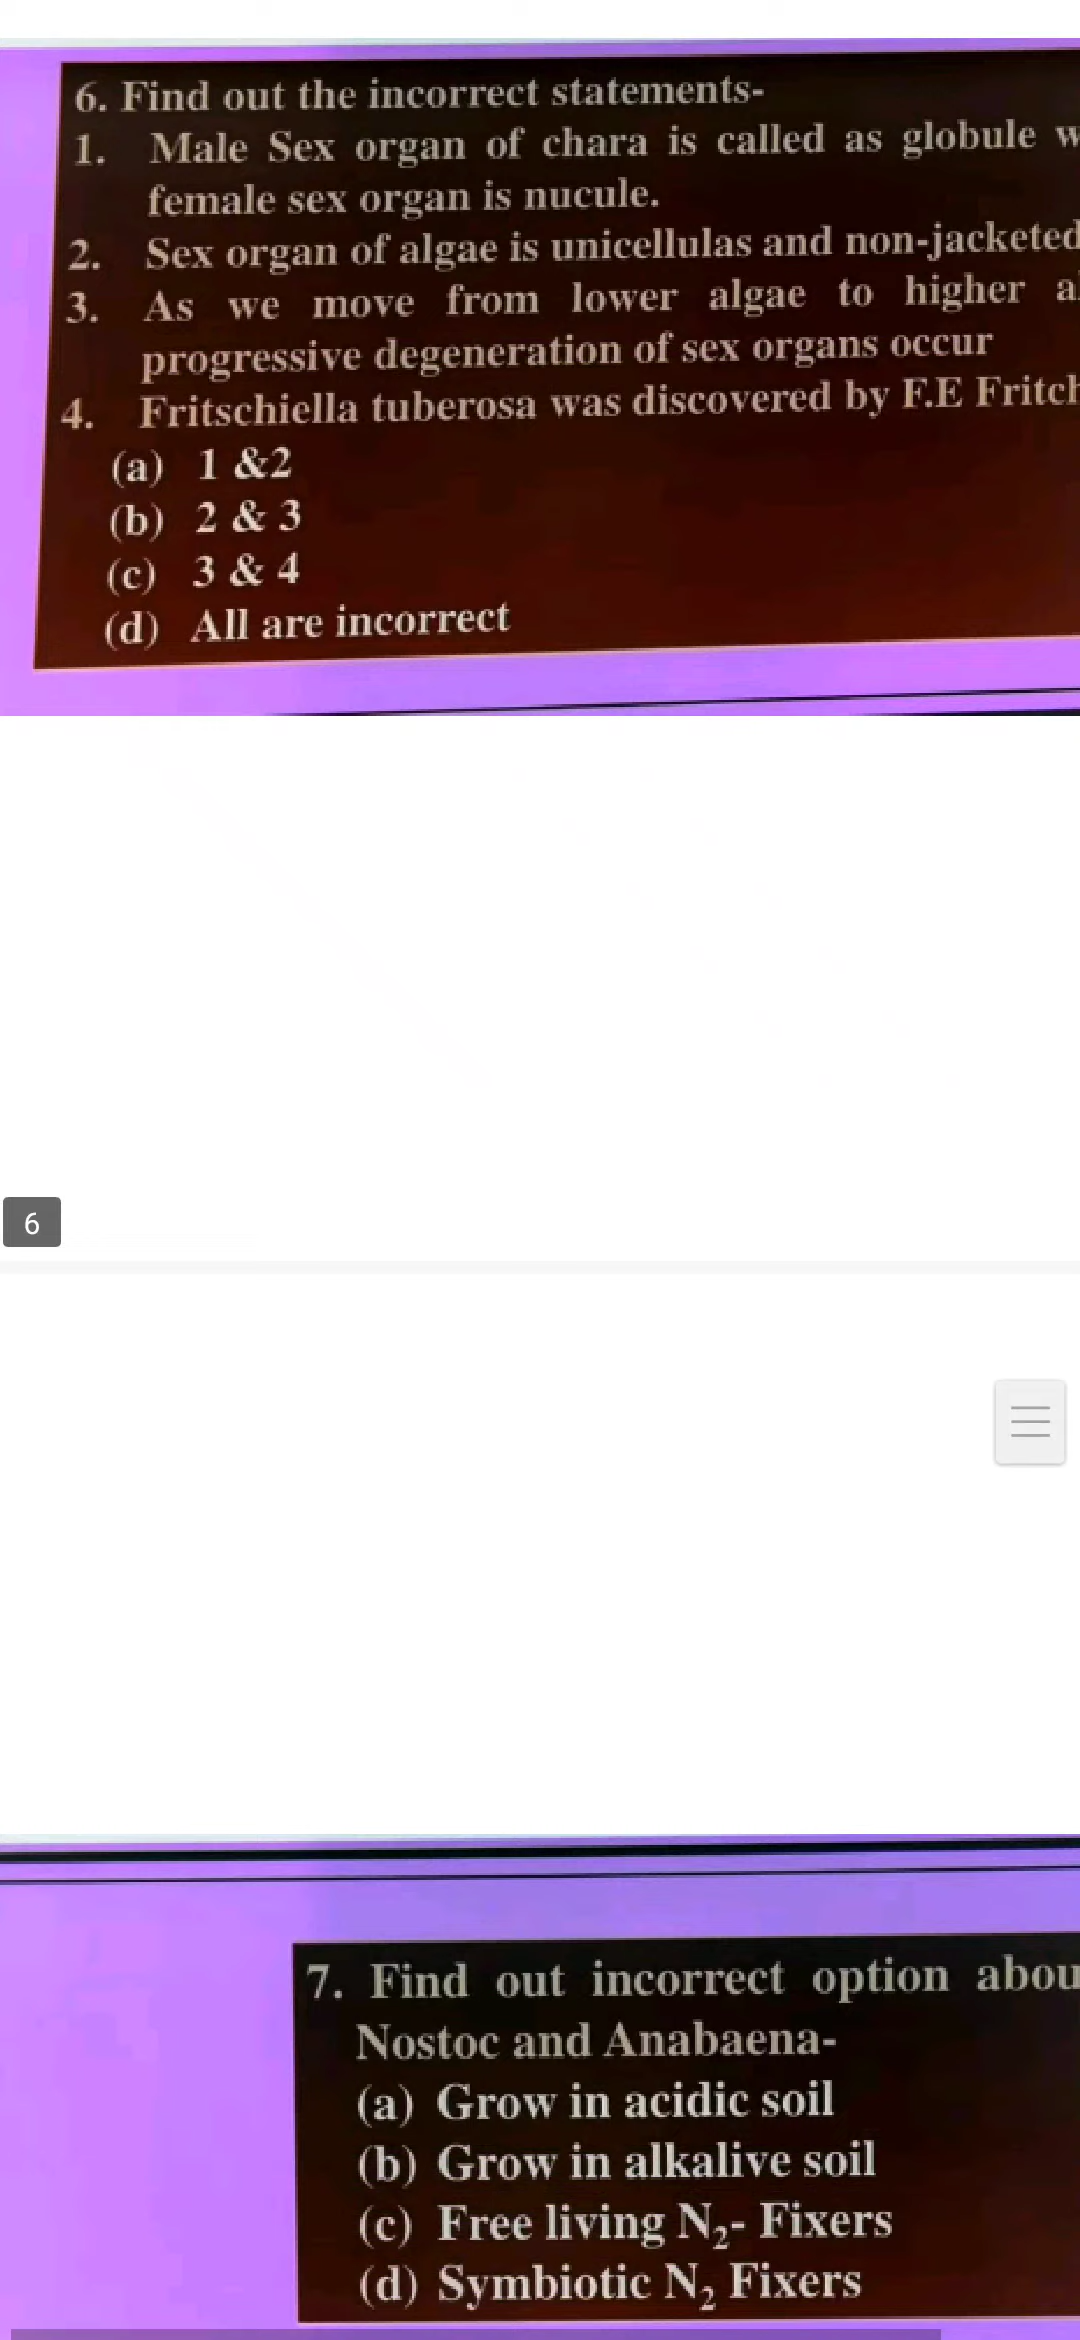 6. Find out the incorrect statements-
1. Male Sex organ of chara is called as globule
female sex organ is nucule.
2. Sex organ of algae is unicellulas and non-jacketed
3. As we move from lower algae to higher
progressive degeneration of sex organs occur
4. Fritschiella tuberosa was discovered by F.E
(a) 1 &2
(b) 2 & 3
(c) 3 & 4
(d) All are incorrect
6
7. Find out incorrect option
Nostoc and Anabaena-
(a) Grow in acidic soil
(b) Grow in alkalive soil
(c) Free living N₂- Fixers
(d) Symbiotic N₂ Fixers